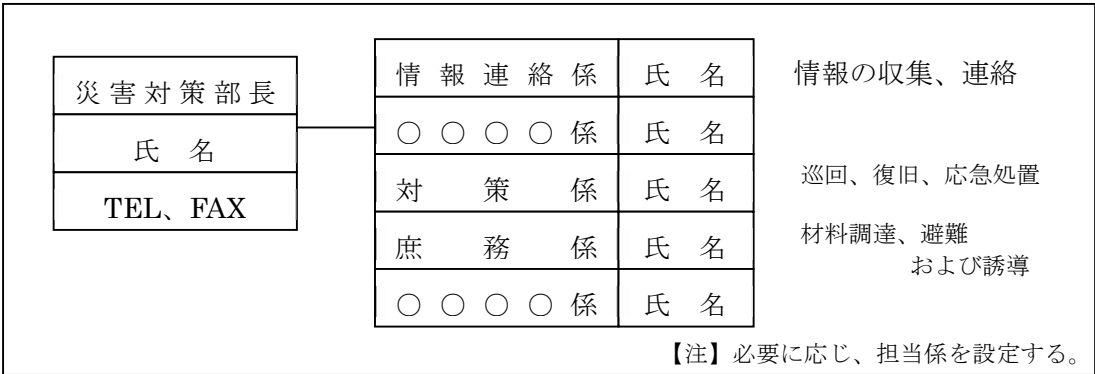 災害対策部長
氏 名
TEL、FAX
情報連絡係 氏 名 情報の収集、連絡
○○○○係 氏 名
対策係 氏 名 巡回、復旧、応急処置
庶務係 氏 名 材料調達、避難
および誘導
○○○○係 氏 名
【注】必要に応じ、担当係を設定する。